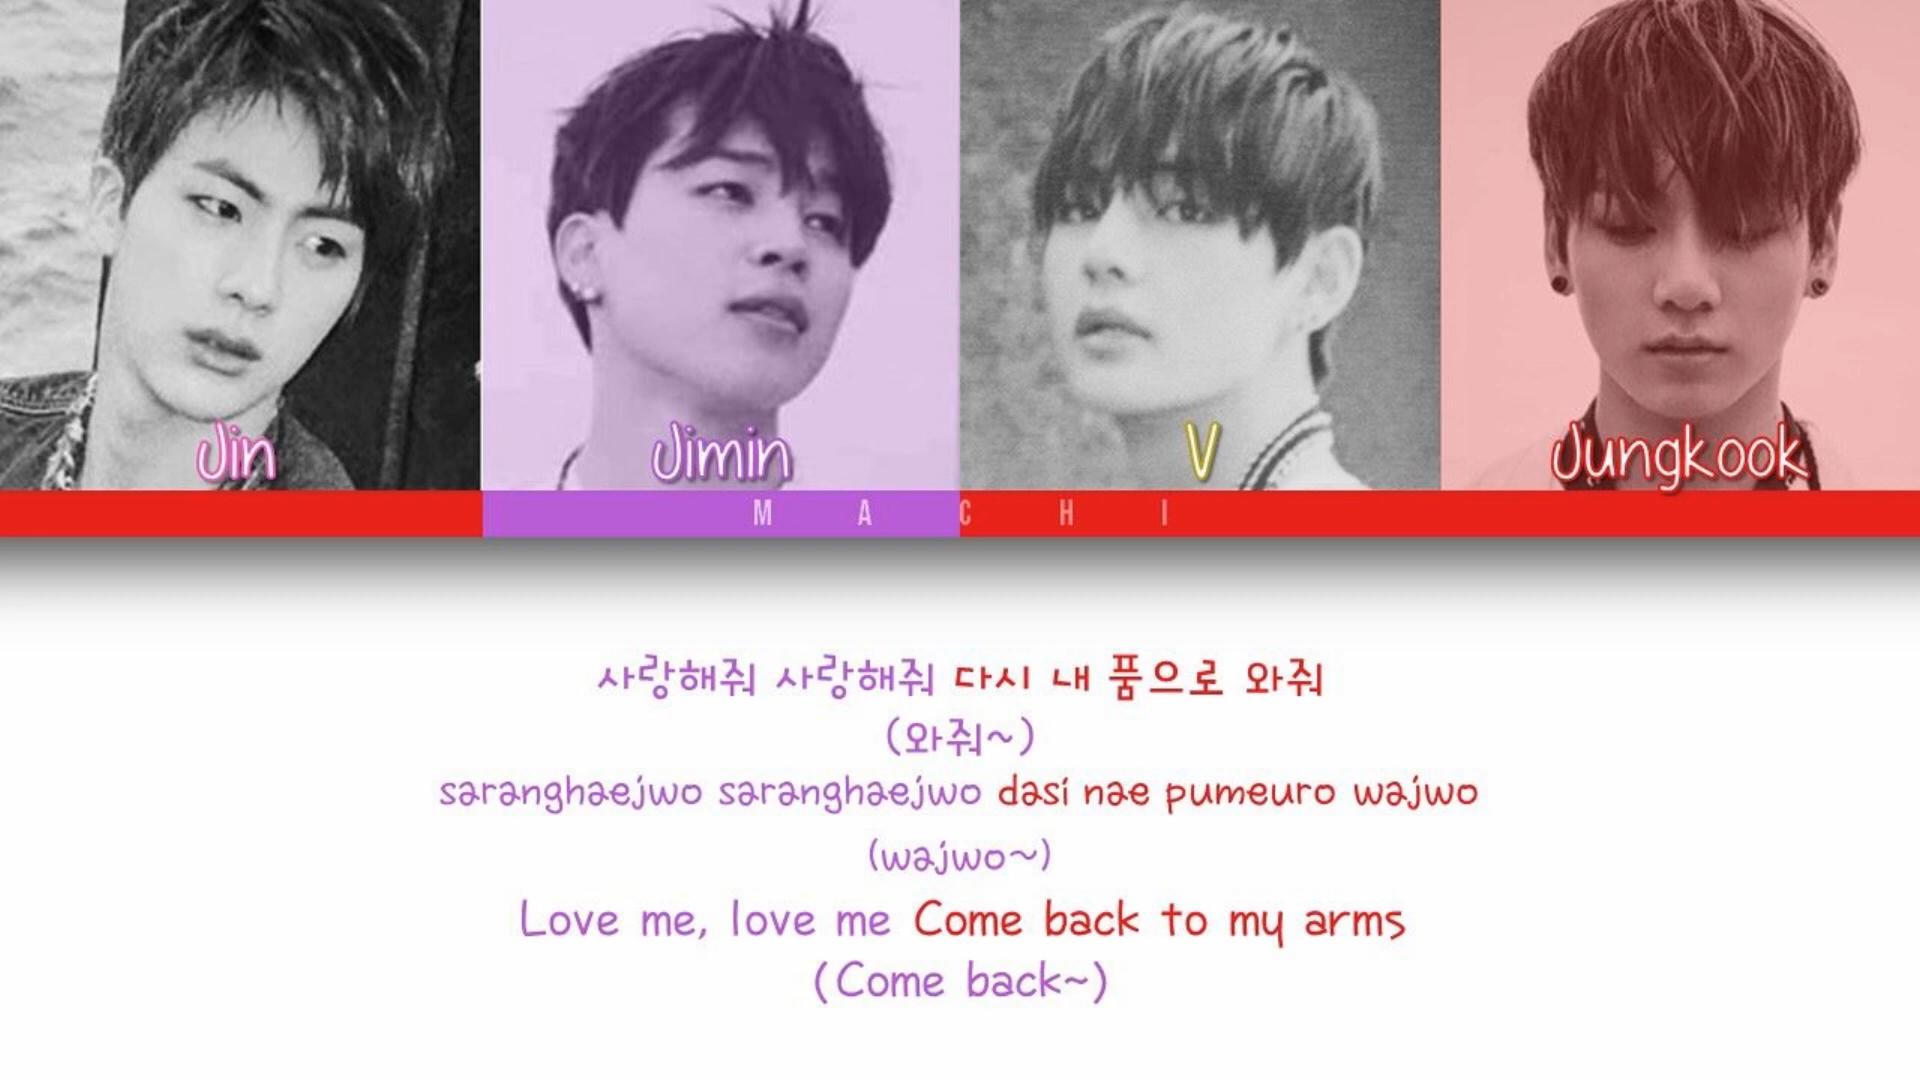 Jin
Jimin
V
Jungkook
M A C H I
사랑해줘 사랑해줘 다시 내 품으로 와줘
(와줘~)
saranghaejwo saranghaejwo dasi nae pumeuro wajwo
(wajwo~)
Love me, love me Come back to my arms
(Come back~)